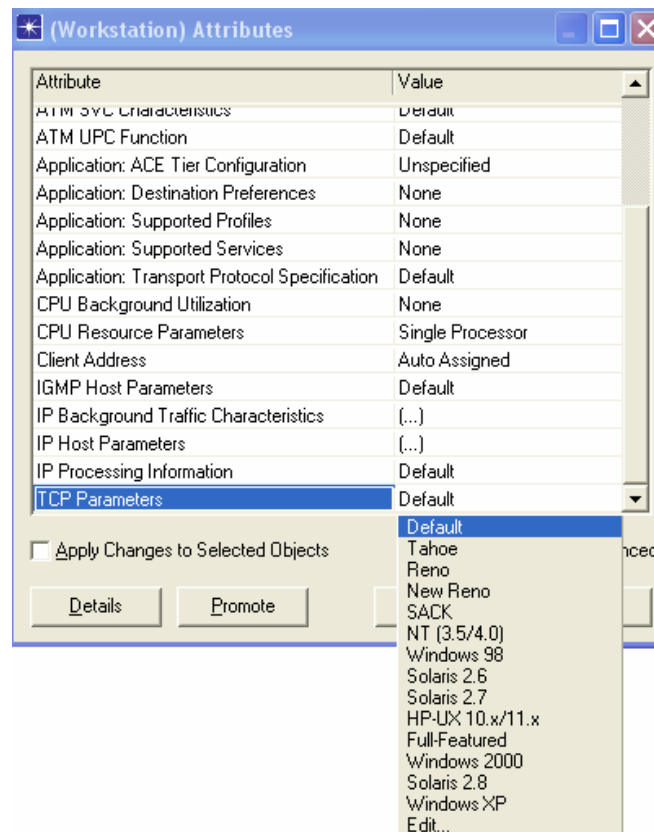 (Workstation) Attributes
Attribute Value
ATM SVC Characteristics Default
ATM UPC Function Default
Application: ACE Tier Configuration Unspecified
Application: Destination Preferences None
Application: Supported Profiles None
Application: Supported Services None
Application: Transport Protocol Specification Default
CPU Background Utilization None
CPU Resource Parameters Single Processor
Client Address Auto Assigned
IGMP Host Parameters Default
IP Background Traffic Characteristics (...)
IP Host Parameters (...)
IP Processing Information Default
TCP Parameters Default
Apply Changes to Selected Objects
Details Promote
Default
Tahoe
Reno
New Reno
SACK
NT (3.5/4.0)
Windows 98
Solaris 2.6
Solaris 2.7
HP-UX 10.x/11.x
Full-Featured
Windows 2000
Solaris 2.8
Windows XP
Edit...